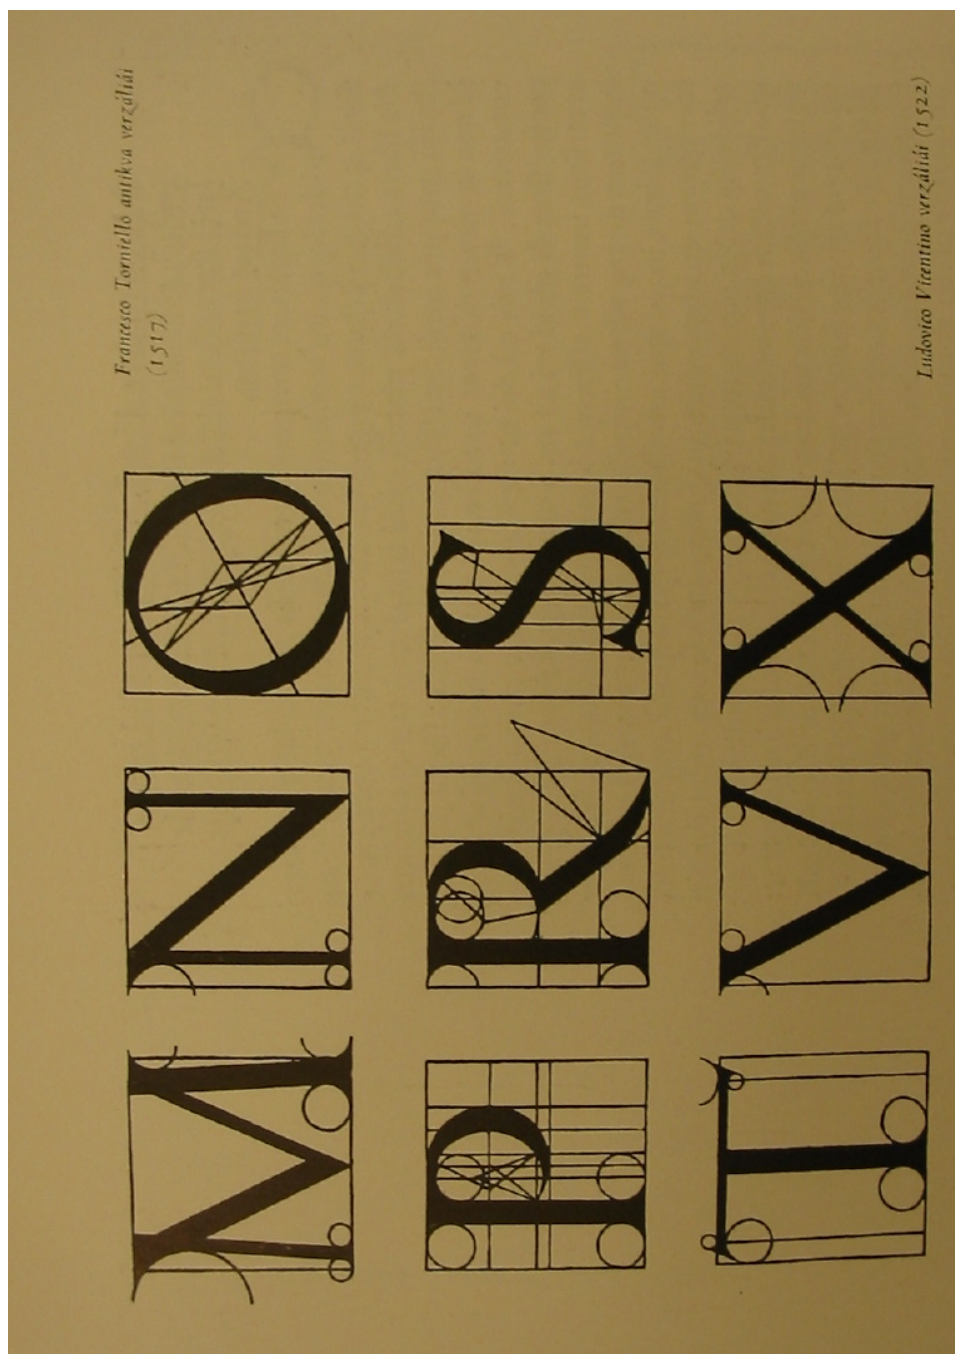 M N O
P R S
T V X
Francesco Torniello antikva verzáliái
(1517)
Ludovico Vicentino verzáliái (1522)